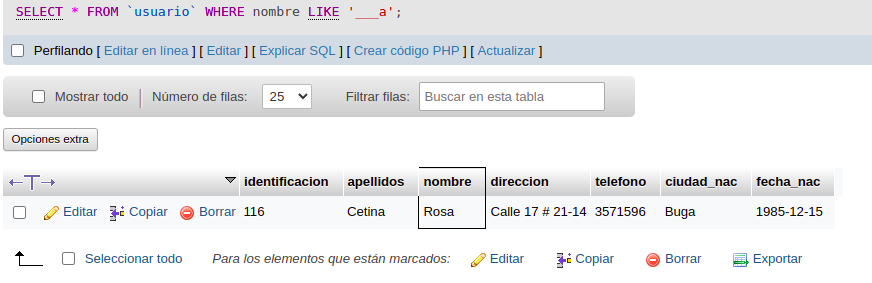 SELECT * FROM `usuario` WHERE nombre LIKE '___a';
Perfilando [ Editar en línea ] [ Editar ] [ Explicar SQL ] [ Crear código PHP ] [ Actualizar ]
Mostrar todo | Número de filas: 25 Filtrar filas: Buscar en esta tabla
Opciones extra
identificacion apellidos nombre direccion telefono ciudad_nac fecha_nac
Editar Copiar Borrar 116 Cetina Rosa Calle 17 # 21-14 3571596 Buga 1985-12-15
Seleccionar todo Para los elementos que están marcados: Editar Copiar Borrar Exportar